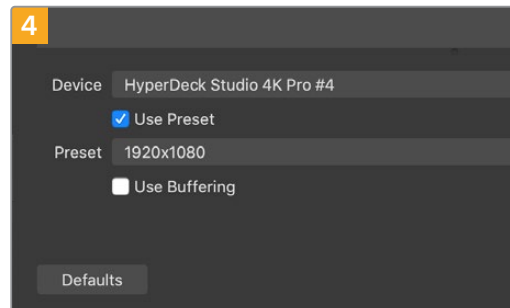 4
Device HyperDeck Studio 4K Pro #4
Use Preset
Preset 1920x1080
Use Buffering
Defaults